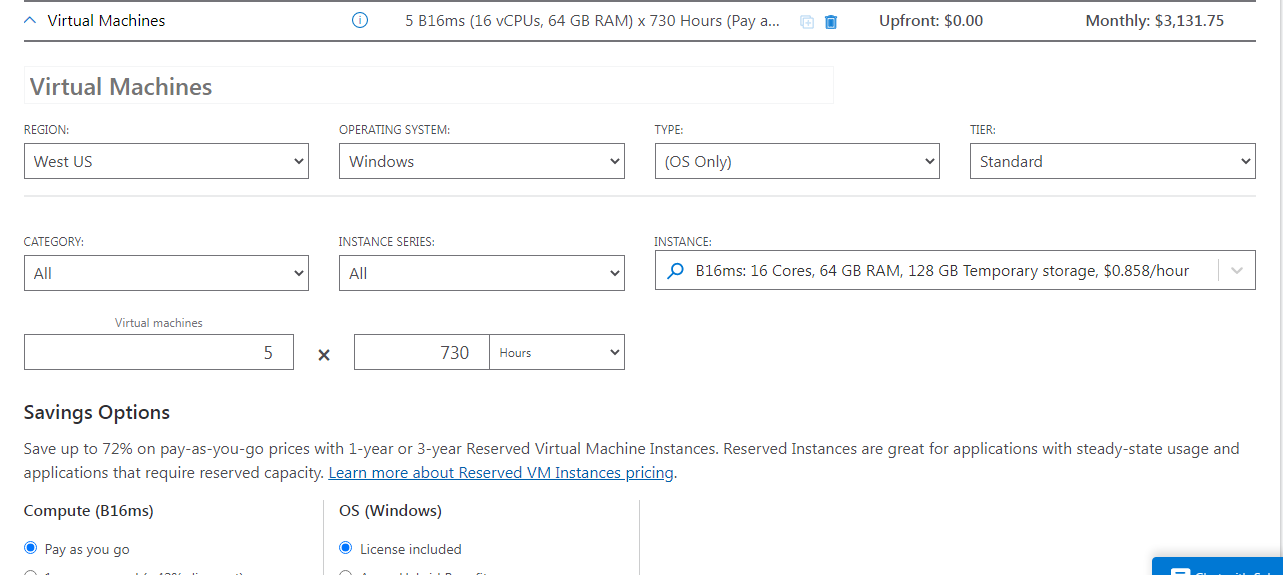 Virtual Machines 5 B16ms (16 vCPUs, 64 GB RAM) x 730 Hours (Pay a... Upfront: $0.00 Monthly: $3,131.75
Virtual Machines
REGION: OPERATING SYSTEM: TYPE: TIER:
West US Windows (OS Only) Standard
CATEGORY: INSTANCE SERIES: INSTANCE:
All All B16ms: 16 Cores, 64 GB RAM, 128 GB Temporary storage, $0.858/hour
Virtual machines
5 × 730 Hours
Savings Options
Save up to 72% on pay-as-you-go prices with 1-year or 3-year Reserved Virtual Machine Instances. Reserved Instances are great for applications with steady-state usage and
applications that require reserved capacity. Learn more about Reserved VM Instances pricing.
Compute (B16ms) OS (Windows)
Pay as you go License included